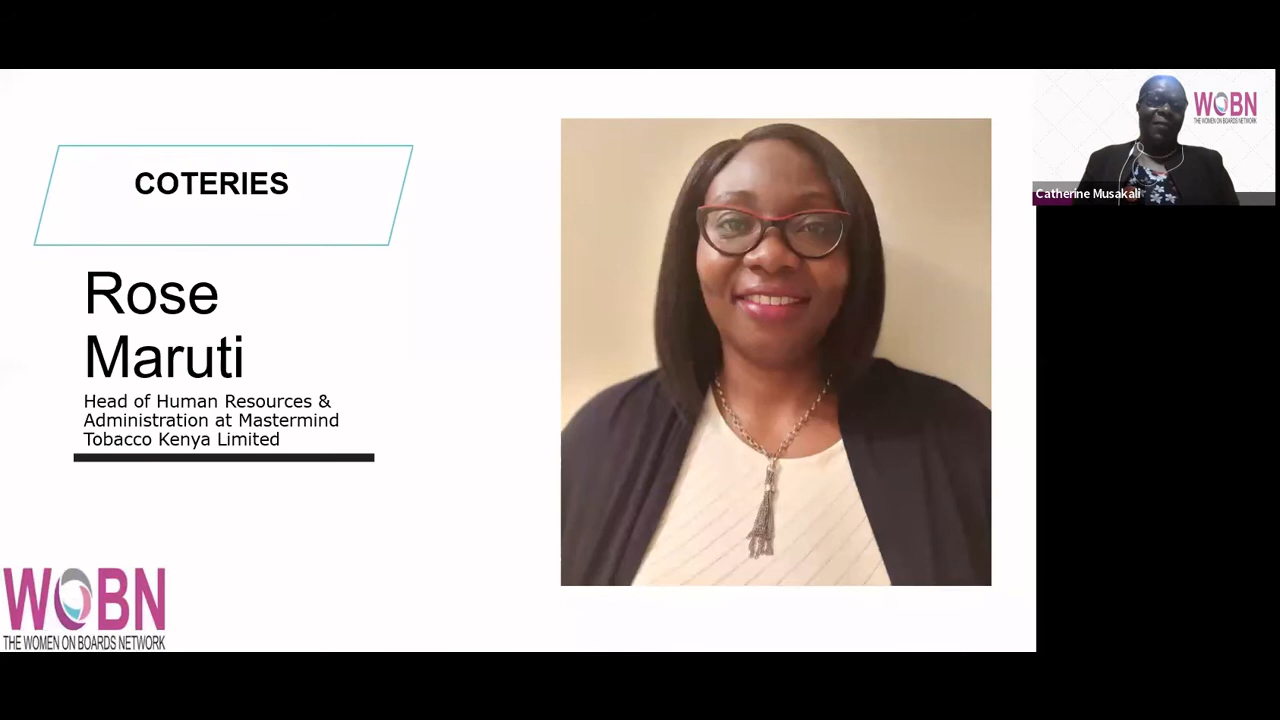 COTERIES
Rose
Maruti
Head of Human Resources &
Administration at Mastermind
Tobacco Kenya Limited
WOBN
THE WOMEN ON BOARDS NETWORK
WOBN
THE WOMEN ON BOARDS NETWORK
Catherine Musakali